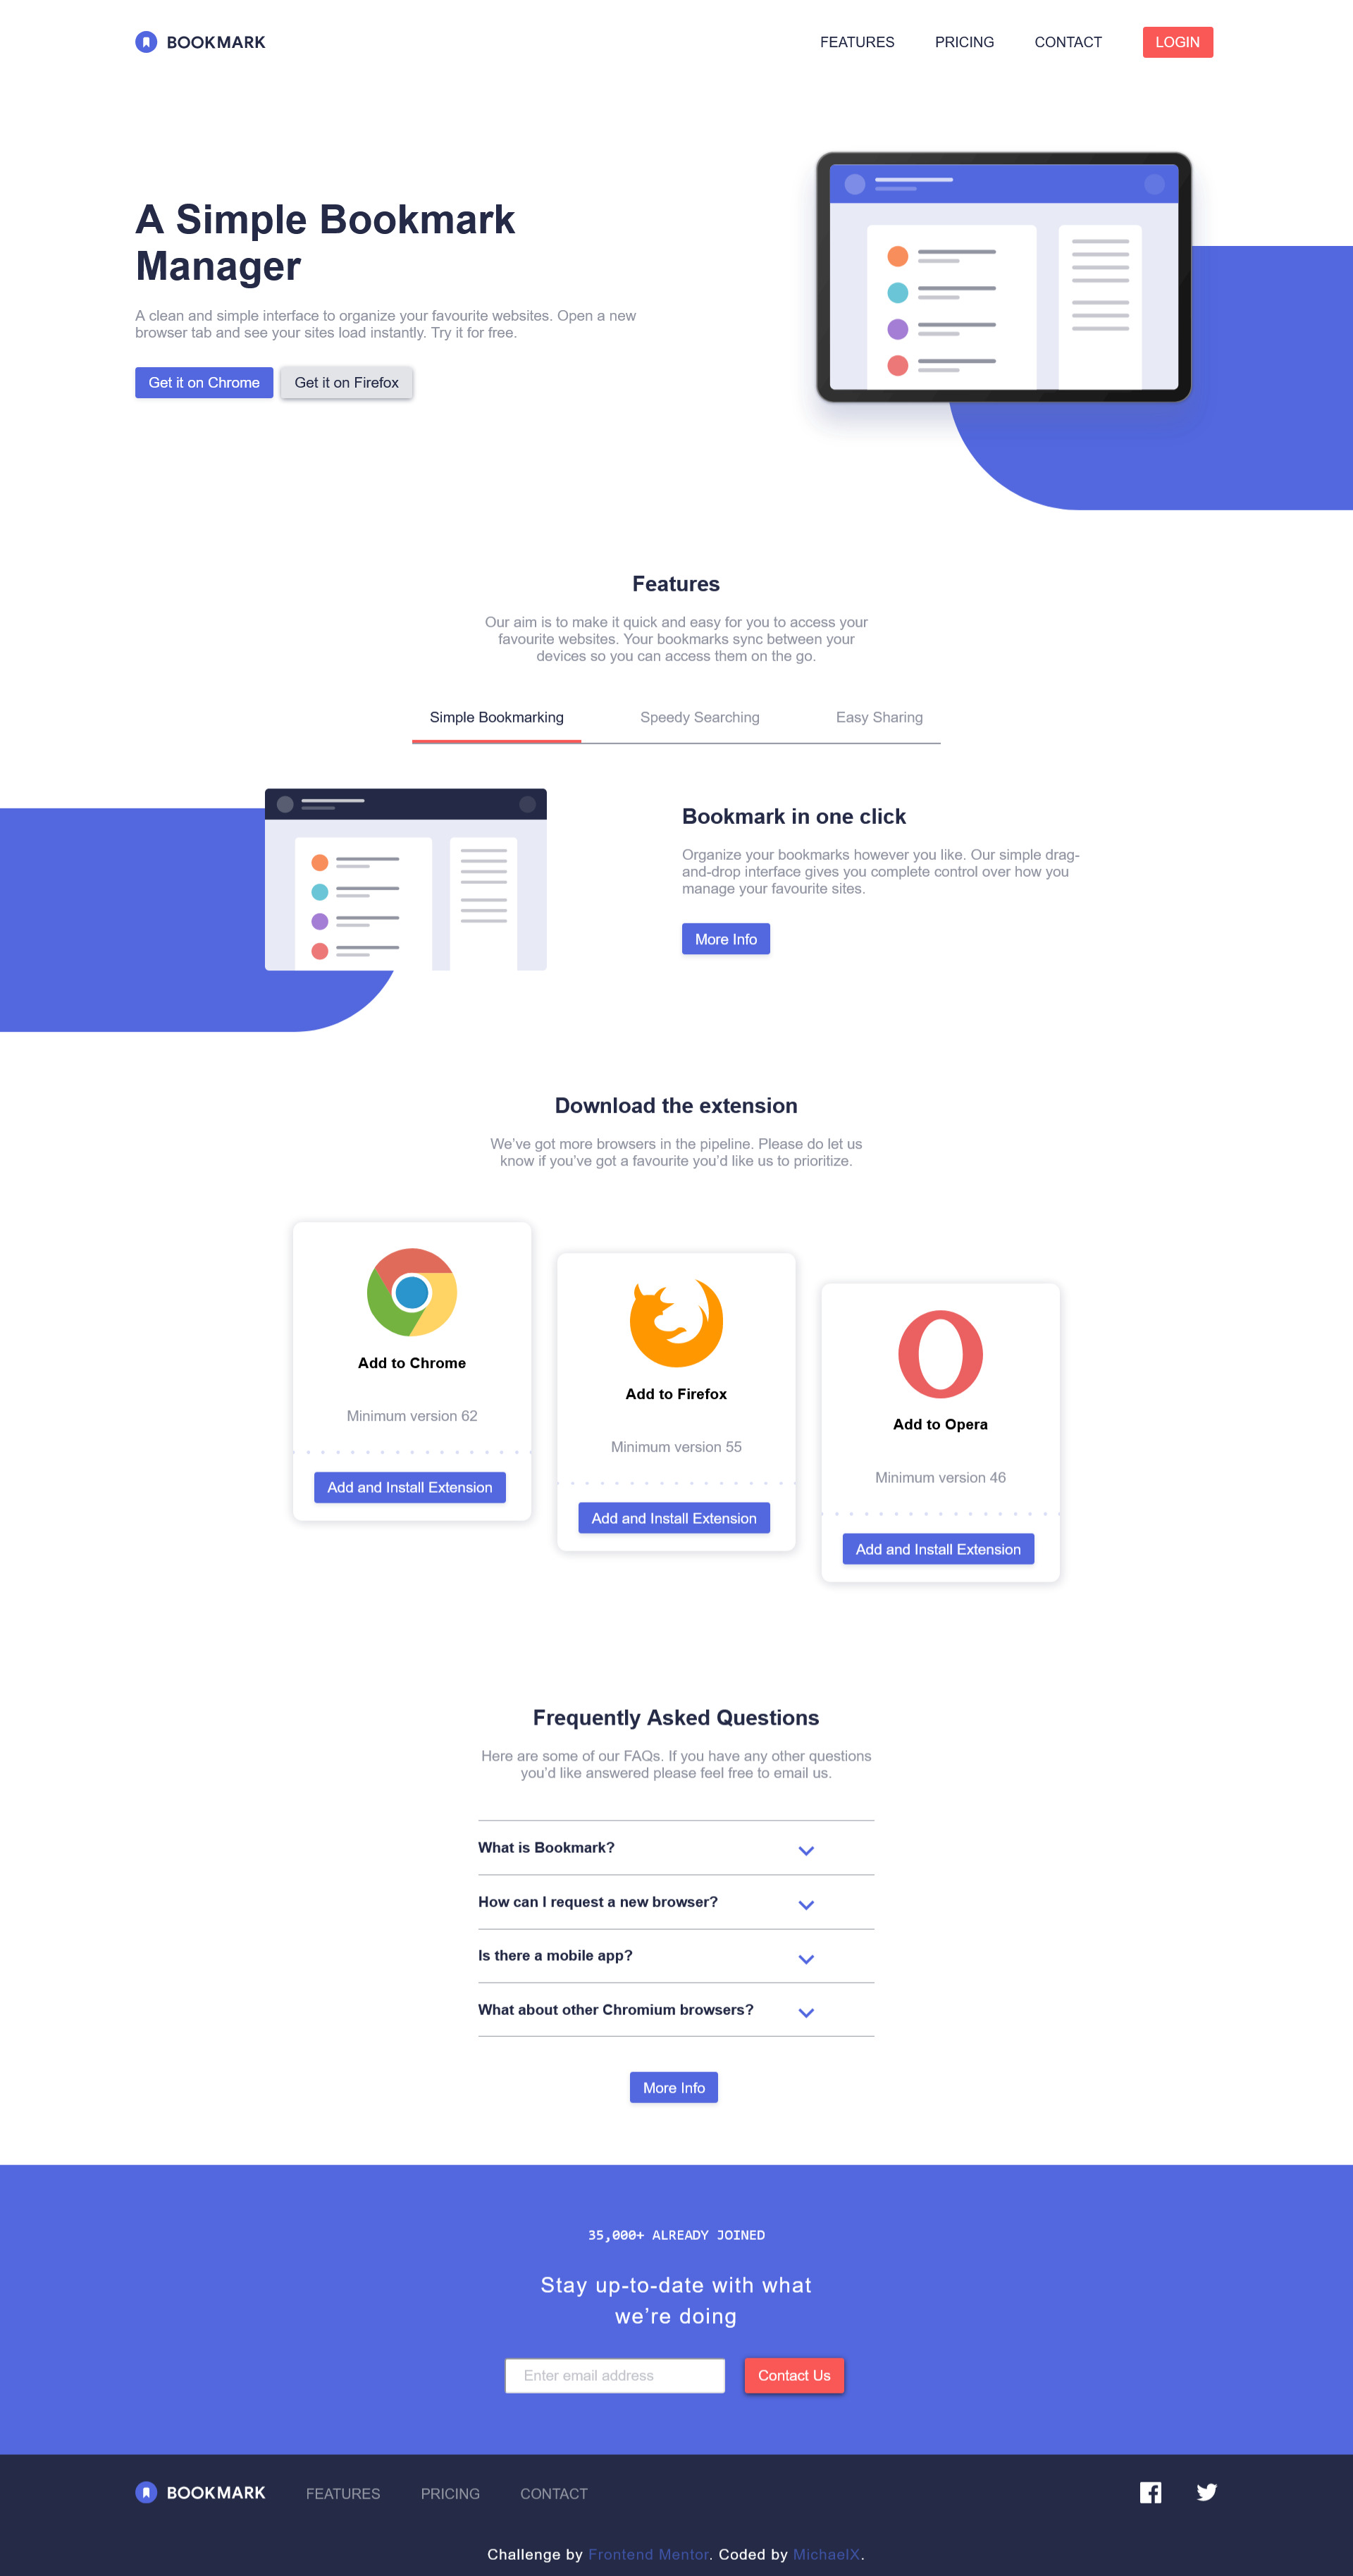 BOOKMARK
FEATURES
PRICING
CONTACT
LOGIN
A Simple Bookmark
Manager
A clean and simple interface to organize your favourite websites. Open a new
browser tab and see your sites load instantly. Try it for free.
Get it on Chrome
Get it on Firefox
Features
Our aim is to make it quick and easy for you to access your
favourite websites. Your bookmarks sync between your
devices so you can access them on the go.
Simple Bookmarking
Speedy Searching
Easy Sharing
Bookmark in one click
Organize your bookmarks however you like. Our simple drag-
and-drop interface gives you complete control over how you
manage your favourite sites.
More Info
Download the extension
We’ve got more browsers in the pipeline. Please do let us
know if you’ve got a favourite you’d like us to prioritize.
Add to Chrome
Minimum version 62
Add and Install Extension
Add to Firefox
Minimum version 55
Add and Install Extension
Add to Opera
Minimum version 46
Add and Install Extension
Frequently Asked Questions
Here are some of our FAQs. If you have any other questions
you’d like answered please feel free to email us.
What is Bookmark?
How can I request a new browser?
Is there a mobile app?
What about other Chromium browsers?
More Info
35,000+ ALREADY JOINED
Stay up-to-date with what
we’re doing
Enter email address
Contact Us
BOOKMARK
FEATURES
PRICING
CONTACT
Challenge by Frontend Mentor. Coded by MichaelX.